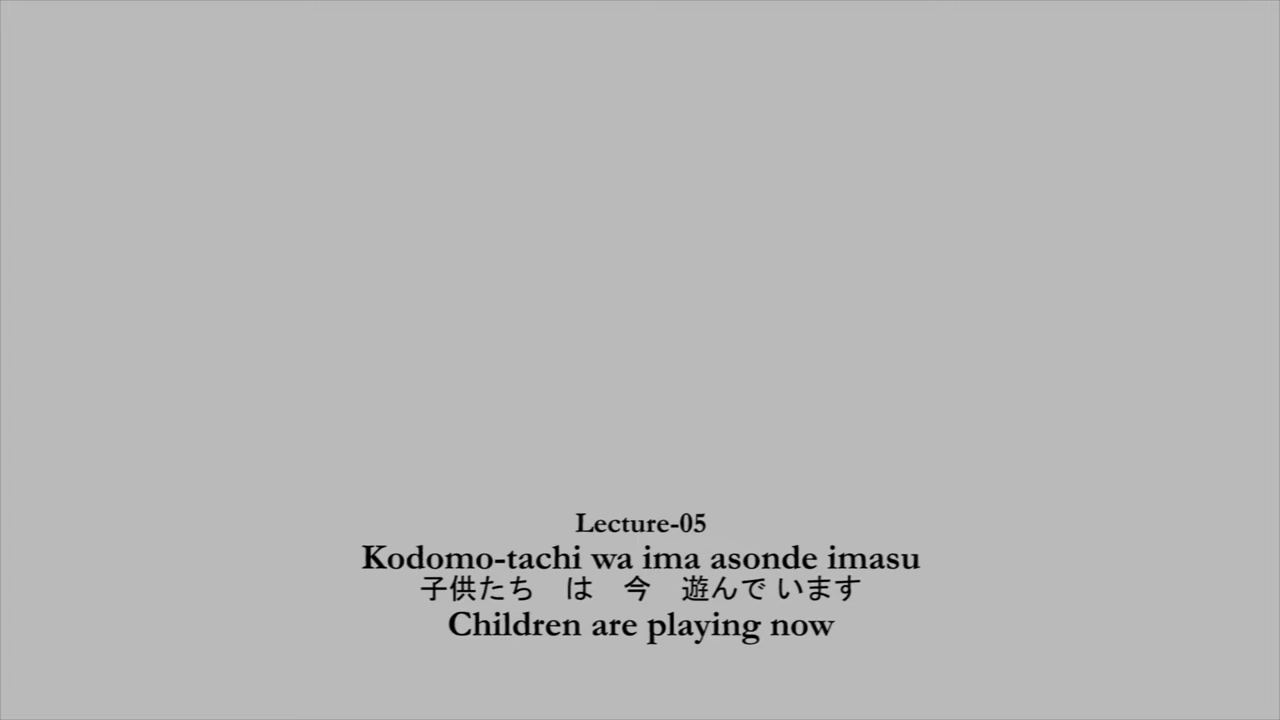 Lecture-05
Kodomo-tachi wa ima asonde imasu
子供たち　は　今　遊んで います
Children are playing now